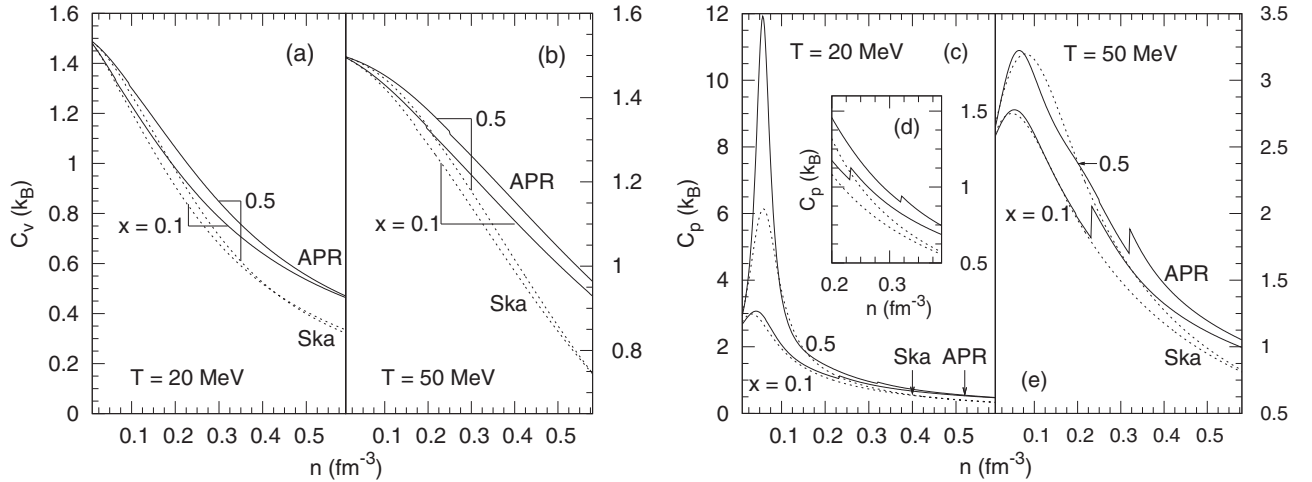 C_v (k_B)
1.6
1.4
1.2
1
0.8
0.6
0.4
0.2
0
(a)
0.5
x = 0.1
APR
Ska
T = 20 MeV
0.1 0.2 0.3 0.4 0.5
(b)
0.5
APR
x = 0.1
Ska
T = 50 MeV
0.1 0.2 0.3 0.4 0.5
1.6
1.4
1.2
1
0.8
n (fm⁻³)
C_p (k_B)
12
10
8
6
4
2
0
T = 20 MeV
(c)
(d)
C_p (k_B)
1.5
1
0.5
0.2 0.3
n (fm⁻³)
0.5
Ska APR
x = 0.1
0.1 0.2 0.3 0.4 0.5
T = 50 MeV
0.5
x = 0.1
APR
Ska
(e)
0.1 0.2 0.3 0.4 0.5
3.5
3
2.5
2
1.5
1
0.5
n (fm⁻³)